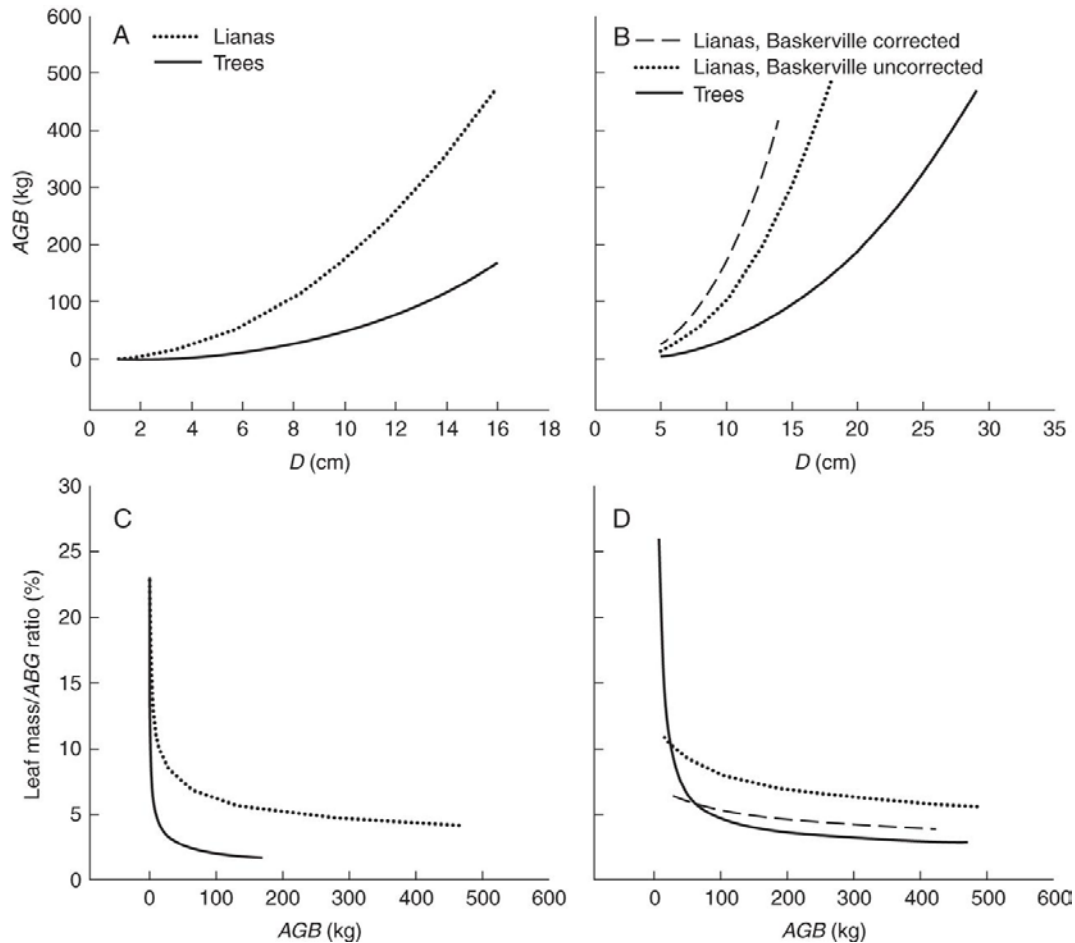 A
Lianas
Trees
600
500
400
300
200
100
0
AGB (kg)
0 2 4 6 8 10 12 14 16 18
D (cm)
B
Lianas, Baskerville corrected
Lianas, Baskerville uncorrected
Trees
0 5 10 15 20 25 30 35
D (cm)
C
30
25
20
15
10
5
0
Leaf mass/ABG ratio (%)
0 100 200 300 400 500 600
AGB (kg)
D
0 100 200 300 400 500 600
AGB (kg)